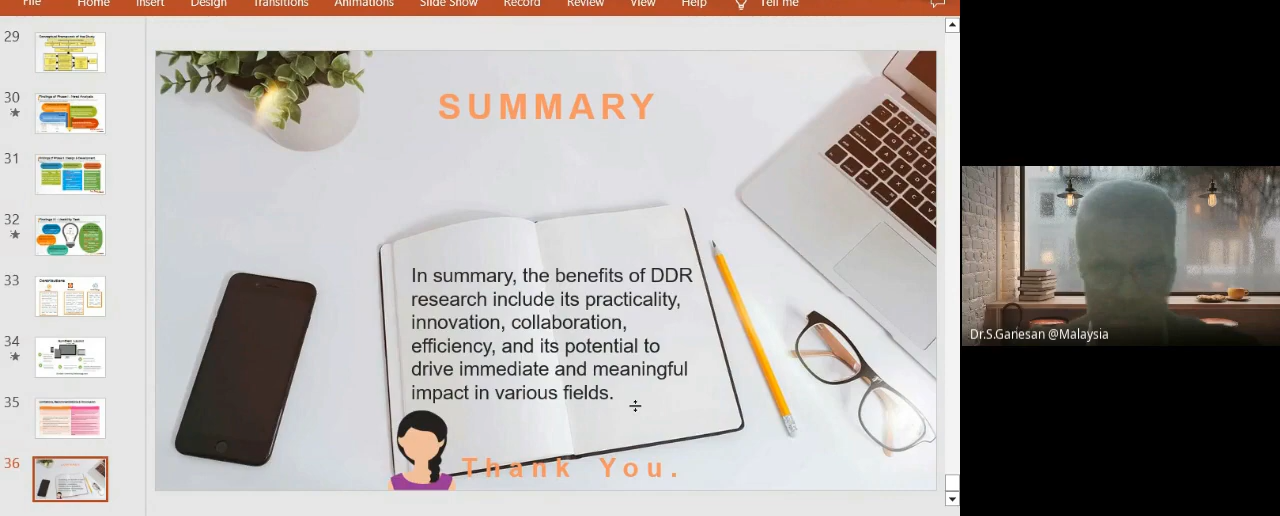 File Home Insert Design Transitions Animations Slide Show Record Review View Help Tell me
29
30
31
32
33
Contributions
34
35
36
SUMMARY
In summary, the benefits of DDR
research include its practicality,
innovation, collaboration,
efficiency, and its potential to
drive immediate and meaningful
impact in various fields.
Thank You.
Dr.S.Ganesan @Malaysia